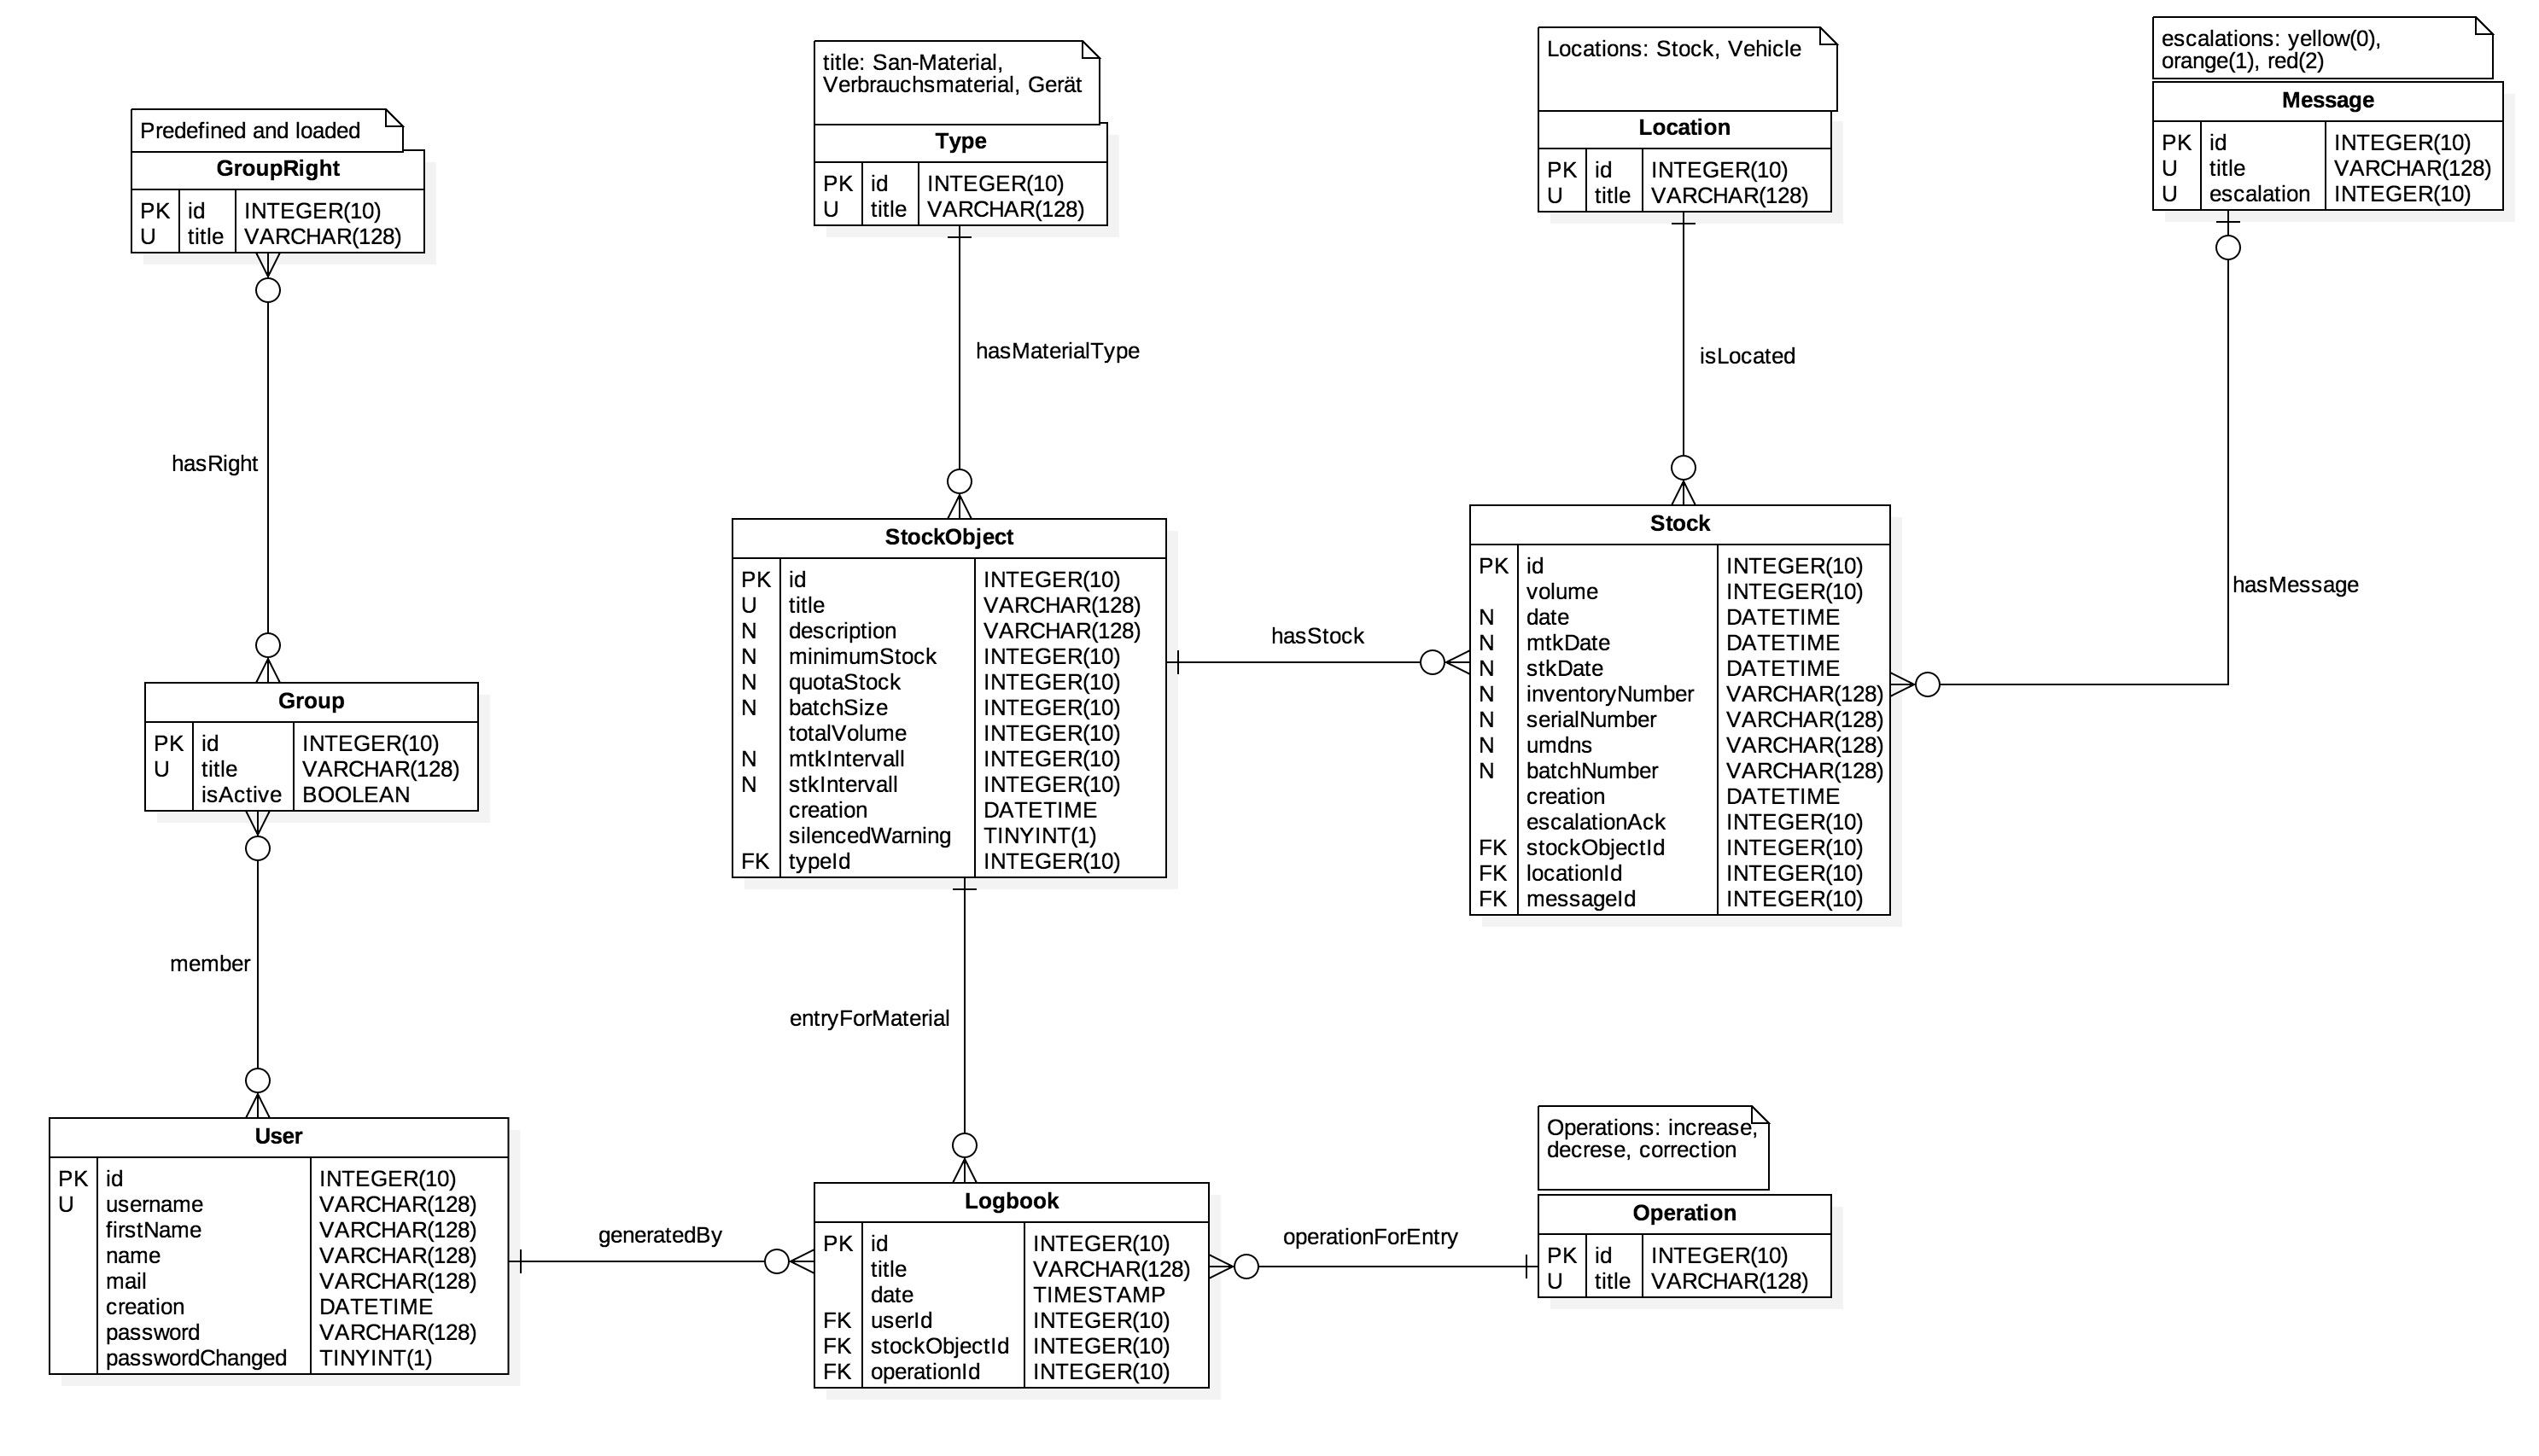 Predefined and loaded
GroupRight
PK id INTEGER(10)
U title VARCHAR(128)
hasRight
Group
PK id INTEGER(10)
U title VARCHAR(128)
isActive BOOLEAN
member
User
PK id INTEGER(10)
U username VARCHAR(128)
firstName VARCHAR(128)
name VARCHAR(128)
mail VARCHAR(128)
creation DATETIME
password VARCHAR(128)
passwordChanged TINYINT(1)
generatedBy
title: San-Material,
Verbrauchsmaterial, Gerät
Type
PK id INTEGER(10)
U title VARCHAR(128)
hasMaterialType
StockObject
PK id INTEGER(10)
U title VARCHAR(128)
N description VARCHAR(128)
N minimumStock INTEGER(10)
N quotaStock INTEGER(10)
N batchSize INTEGER(10)
totalVolume INTEGER(10)
N mtkIntervall INTEGER(10)
N stkIntervall INTEGER(10)
creation DATETIME
silencedWarning TINYINT(1)
FK typeId INTEGER(10)
hasStock
entryForMaterial
Logbook
PK id INTEGER(10)
title VARCHAR(128)
date TIMESTAMP
FK userId INTEGER(10)
FK stockObjectId INTEGER(10)
FK operationId INTEGER(10)
operationForEntry
Locations: Stock, Vehicle
Location
PK id INTEGER(10)
U title VARCHAR(128)
isLocated
Stock
PK id INTEGER(10)
volume INTEGER(10)
N date DATETIME
N mtkDate DATETIME
N stkDate DATETIME
N inventoryNumber VARCHAR(128)
N serialNumber VARCHAR(128)
N umdns VARCHAR(128)
N batchNumber VARCHAR(128)
creation DATETIME
escalationAck INTEGER(10)
FK stockObjectId INTEGER(10)
FK locationId INTEGER(10)
FK messageId INTEGER(10)
Operations: increase,
decrese, correction
Operation
PK id INTEGER(10)
U title VARCHAR(128)
escalations: yellow(0),
orange(1), red(2)
Message
PK id INTEGER(10)
U title VARCHAR(128)
U escalation INTEGER(10)
hasMessage